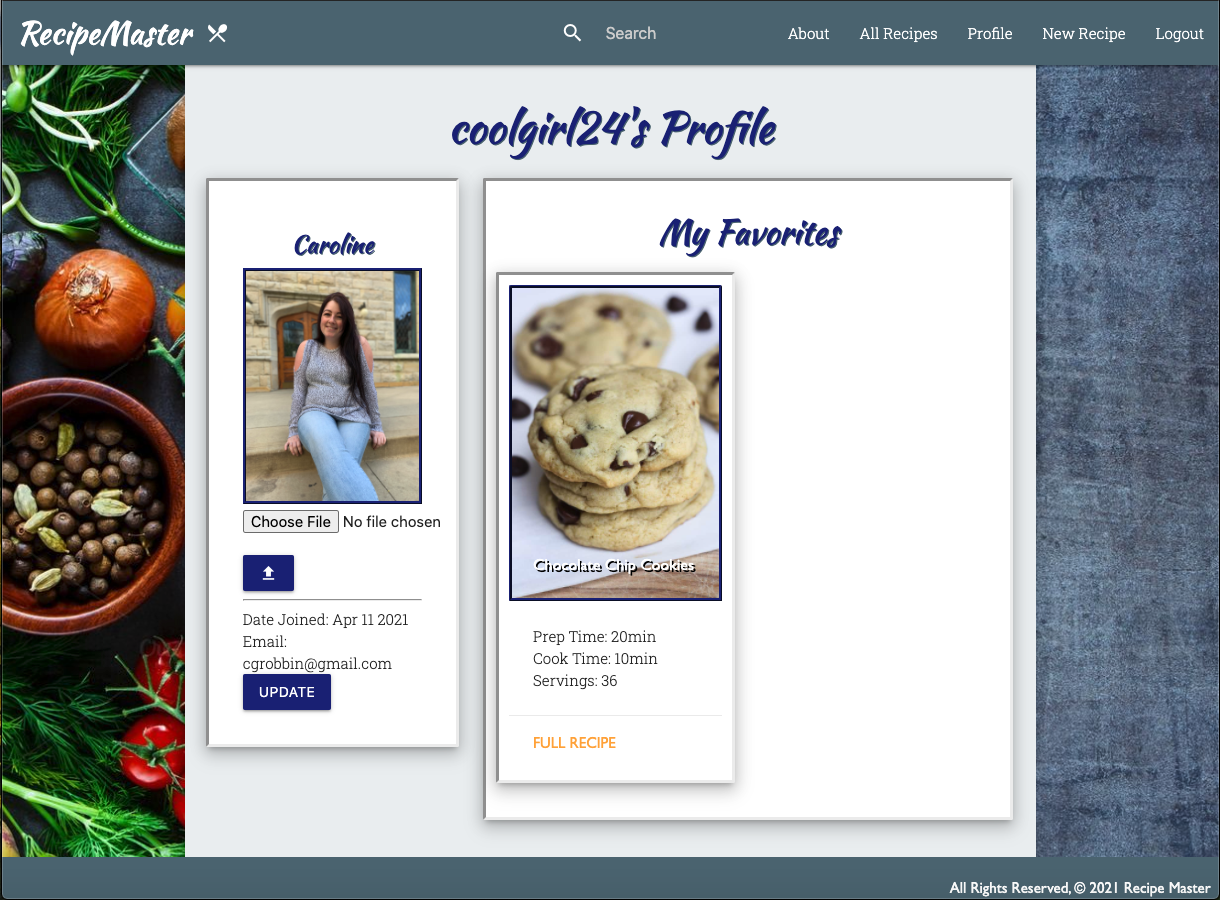 RecipeMaster
Search
About
All Recipes
Profile
New Recipe
Logout
coolgirl24's Profile
Caroline
Choose File No file chosen
Date Joined: Apr 11 2021
Email:
cgrobbin@gmail.com
UPDATE
My Favorites
Chocolate Chip Cookies
Prep Time: 20min
Cook Time: 10min
Servings: 36
FULL RECIPE
All Rights Reserved, © 2021 Recipe Master